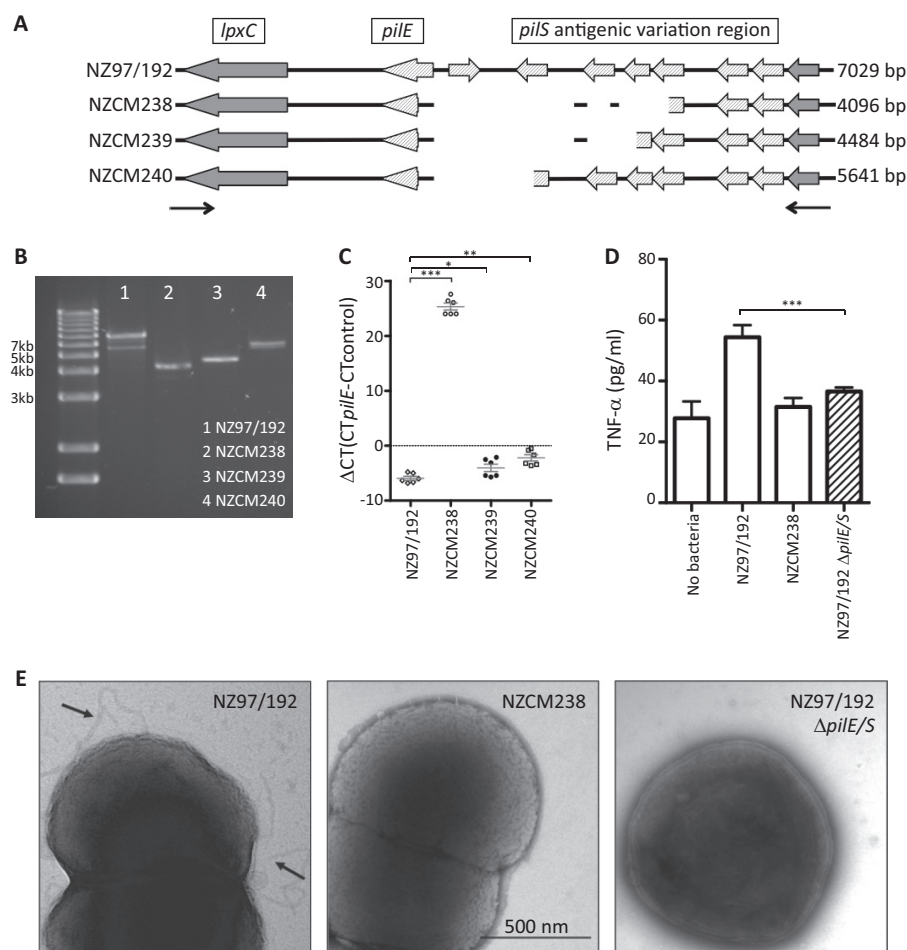 A
lpxC pilE pilS antigenic variation region
NZ97/192 7029 bp
NZCM238 4096 bp
NZCM239 4484 bp
NZCM240 5641 bp
B
1 2 3 4
7kb
5kb
4kb
3kb
1 NZ97/192
2 NZCM238
3 NZCM239
4 NZCM240
C
**
*
***
30
20
10
0
-10
ΔCT(CTpilE-CTcontrol)
NZ97/192
NZCM238
NZCM239
NZCM240
D
***
80
60
40
20
0
TNF-α (pg/ml)
No bacteria
NZ97/192
NZCM238
NZ97/192 ΔpilE/S
E
NZ97/192
NZCM238
500 nm
NZ97/192
ΔpilE/S